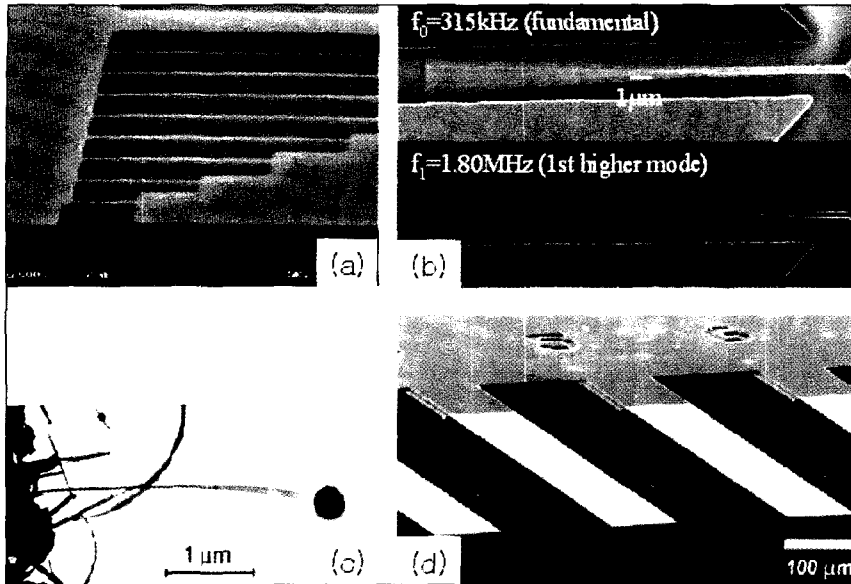 f₀=315kHz (fundamental)
1μm
f₁=1.80MHz (1st higher mode)
(a)
(b)
1 μm
(c)
(d)
100 μm